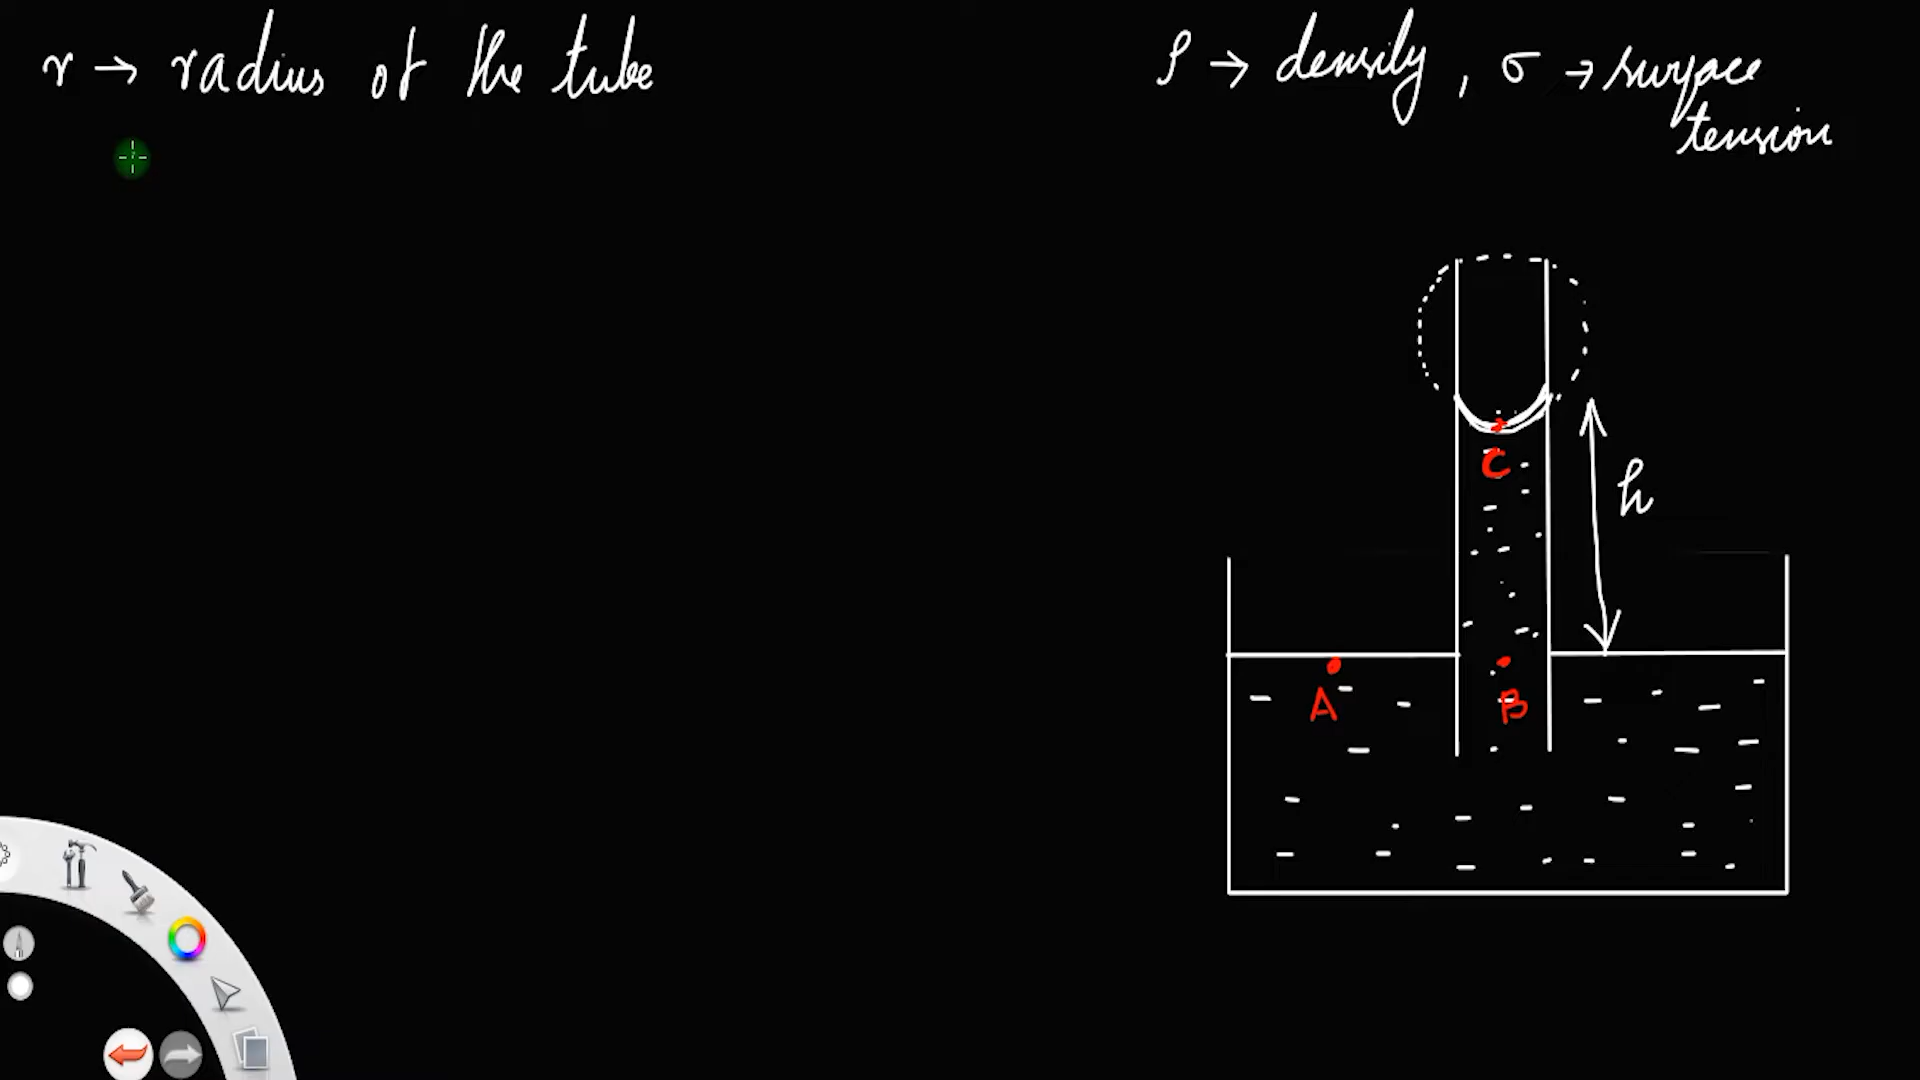 r → radius of the tube
ρ → density, σ → surface
tension
C
h
A
B